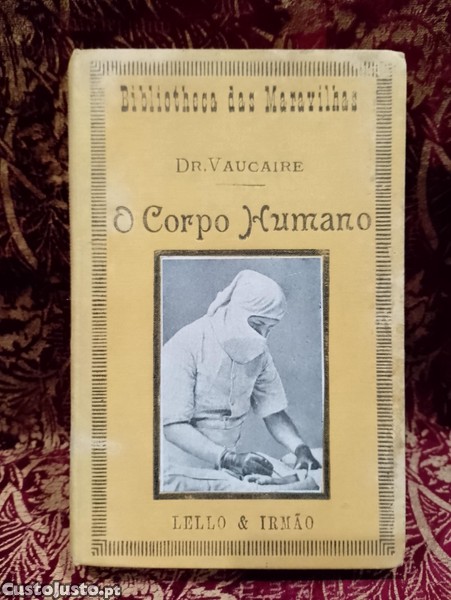 Bibliotheca das Maravilhas
DR. VAUCAIRE
O Corpo Humano
LELLO & IRMÃO
CustoJusto.pt